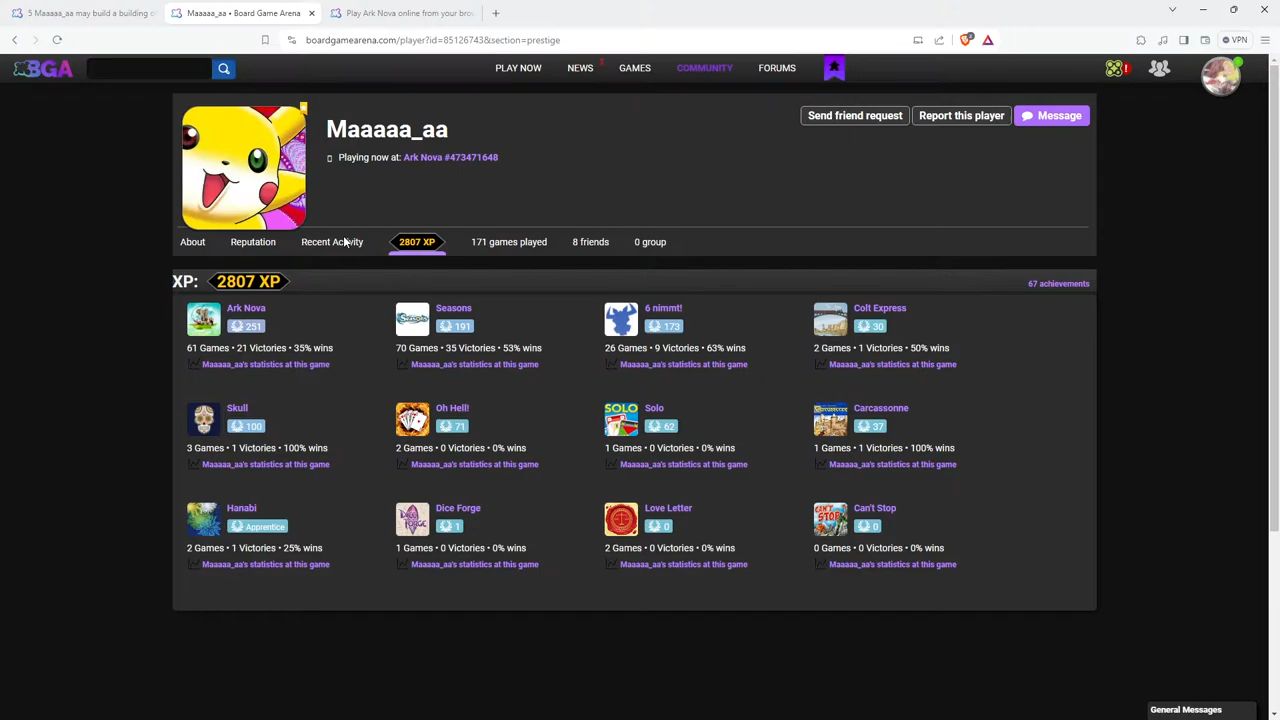 5 Maaaaa_aa may build a building o
Maaaaa_aa • Board Game Arena
Play Ark Nova online from your brow
boardgamearena.com/player?id=85126743&section=prestige
VPN
BGA
PLAY NOW
NEWS
GAMES
COMMUNITY
FORUMS
Maaaaa_aa
Playing now at: Ark Nova #473471648
Send friend request
Report this player
Message
About
Reputation
Recent Activity
2807 XP
171 games played
8 friends
0 group
XP: 2807 XP
67 achievements
Ark Nova
251
61 Games • 21 Victories • 35% wins
Maaaaa_aa's statistics at this game
Seasons
191
70 Games • 35 Victories • 53% wins
Maaaaa_aa's statistics at this game
6 nimmt!
173
26 Games • 9 Victories • 63% wins
Maaaaa_aa's statistics at this game
Colt Express
30
2 Games • 1 Victories • 50% wins
Maaaaa_aa's statistics at this game
Skull
100
3 Games • 1 Victories • 100% wins
Maaaaa_aa's statistics at this game
Oh Hell!
71
2 Games • 0 Victories • 0% wins
Maaaaa_aa's statistics at this game
SOLO
Solo
62
1 Games • 0 Victories • 0% wins
Maaaaa_aa's statistics at this game
Carcassonne
37
1 Games • 1 Victories • 100% wins
Maaaaa_aa's statistics at this game
Hanabi
Apprentice
2 Games • 1 Victories • 25% wins
Maaaaa_aa's statistics at this game
DICE FORGE
Dice Forge
1
1 Games • 0 Victories • 0% wins
Maaaaa_aa's statistics at this game
Love Letter
0
2 Games • 0 Victories • 0% wins
Maaaaa_aa's statistics at this game
CAN'T STOP
Can't Stop
0
0 Games • 0 Victories • 0% wins
Maaaaa_aa's statistics at this game
General Messages